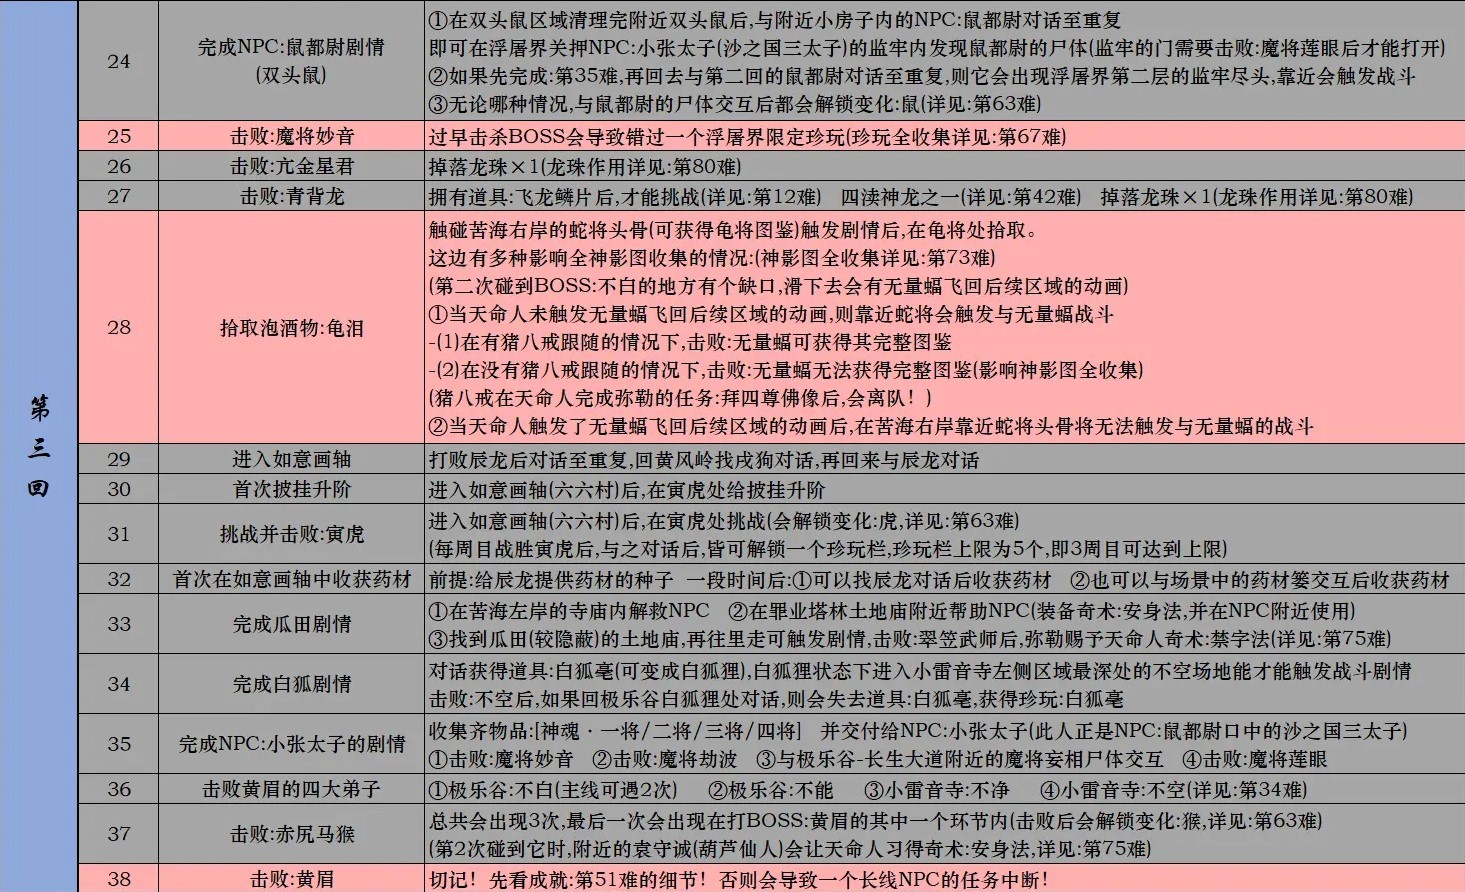 第三回
24
完成NPC:鼠都尉剧情
(双头鼠)
①在双头鼠区域清理完附近双头鼠后,与附近小房子内的NPC:鼠都尉对话至重复
即可在浮屠界关押NPC:小张太子(沙之国三太子)的监牢内发现鼠都尉的尸体(监牢的门需要击败:魔将莲眼后才能打开)
②如果先完成:第35难,再回去与第二回的鼠都尉对话至重复,则它会出现浮屠界第二层的监牢尽头,靠近会触发战斗
③无论哪种情况,与鼠都尉的尸体交互后都会解锁变化:鼠(详见:第63难)
25
击败:魔将妙音
过早击杀BOSS会导致错过一个浮屠界限定珍玩(珍玩全收集详见:第67难)
26
击败:亢金星君
掉落龙珠×1(龙珠作用详见:第80难)
27
击败:青背龙
拥有道具:飞龙鳞片后,才能挑战(详见:第12难) 四渎神龙之一(详见:第42难) 掉落龙珠×1(龙珠作用详见:第80难)
28
拾取泡酒物:龟泪
触碰苦海右岸的蛇将头骨(可获得龟将图鉴)触发剧情后,在龟将处拾取。
这边有多种影响全神影图收集的情况:(神影图全收集详见:第73难)
(第二次碰到BOSS:不白的地方有个缺口,滑下去会有无量蝠飞回后续区域的动画)
①当天命人未触发无量蝠飞回后续区域的动画,则靠近蛇将会触发与无量蝠战斗
-(1)在有猪八戒跟随的情况下,击败:无量蝠可获得其完整图鉴
-(2)在没有猪八戒跟随的情况下,击败:无量蝠无法获得完整图鉴(影响神影图全收集)
(猪八戒在天命人完成弥勒的任务:拜四尊佛像后,会离队！)
②当天命人触发了无量蝠飞回后续区域的动画后,在苦海右岸靠近蛇将头骨将无法触发与无量蝠的战斗
29
进入如意画轴
打败辰龙后对话至重复,回黄风岭找戌狗对话,再回来与辰龙对话
30
首次披挂升阶
进入如意画轴(六六村)后,在寅虎处给披挂升阶
31
挑战并击败:寅虎
进入如意画轴(六六村)后,在寅虎处挑战(会解锁变化:虎,详见:第63难)
(每周目战胜寅虎后,与之对话后,皆可解锁一个珍玩栏,珍玩栏上限为5个,即3周目可达到上限)
32
首次在如意画轴中收获药材
前提:给辰龙提供药材的种子 一段时间后:①可以找辰龙对话后收获药材 ②也可以与场景中的药材篓交互后收获药材
33
完成瓜田剧情
①在苦海左岸的寺庙内解救NPC ②在罪业塔林土地庙附近帮助NPC(装备奇术:安身法,并在NPC附近使用)
③找到瓜田(较隐蔽)的土地庙,再往里走可触发剧情,击败:翠笠武师后,弥勒赐予天命人奇术:禁字法(详见:第75难)
34
完成白狐剧情
对话获得道具:白狐毫(可变成白狐狸),白狐狸状态下进入小雷音寺左侧区域最深处的不空场地能才能触发战斗剧情
击败:不空后,如果回极乐谷白狐狸处对话,则会失去道具:白狐毫,获得珍玩:白狐毫
35
完成NPC:小张太子的剧情
收集齐物品:[神魂·一将/二将/三将/四将] 并交付给NPC:小张太子(此人正是NPC:鼠都尉口中的沙之国三太子)
①击败:魔将妙音 ②击败:魔将劫波 ③与极乐谷-长生大道附近的魔将妄相尸体交互 ④击败:魔将莲眼
36
击败黄眉的四大弟子
①极乐谷:不白(主线可遇2次) ②极乐谷:不能 ③小雷音寺:不净 ④小雷音寺:不空(详见:第34难)
37
击败:赤尻马猴
总共会出现3次,最后一次会出现在打BOSS:黄眉的其中一个环节内(击败后会解锁变化:猴,详见:第63难)
(第2次碰到它时,附近的袁守诚(葫芦仙人)会让天命人习得奇术:安身法,详见:第75难)
38
击败:黄眉
切记！先看成就:第51难的细节！否则会导致一个长线NPC的任务中断！